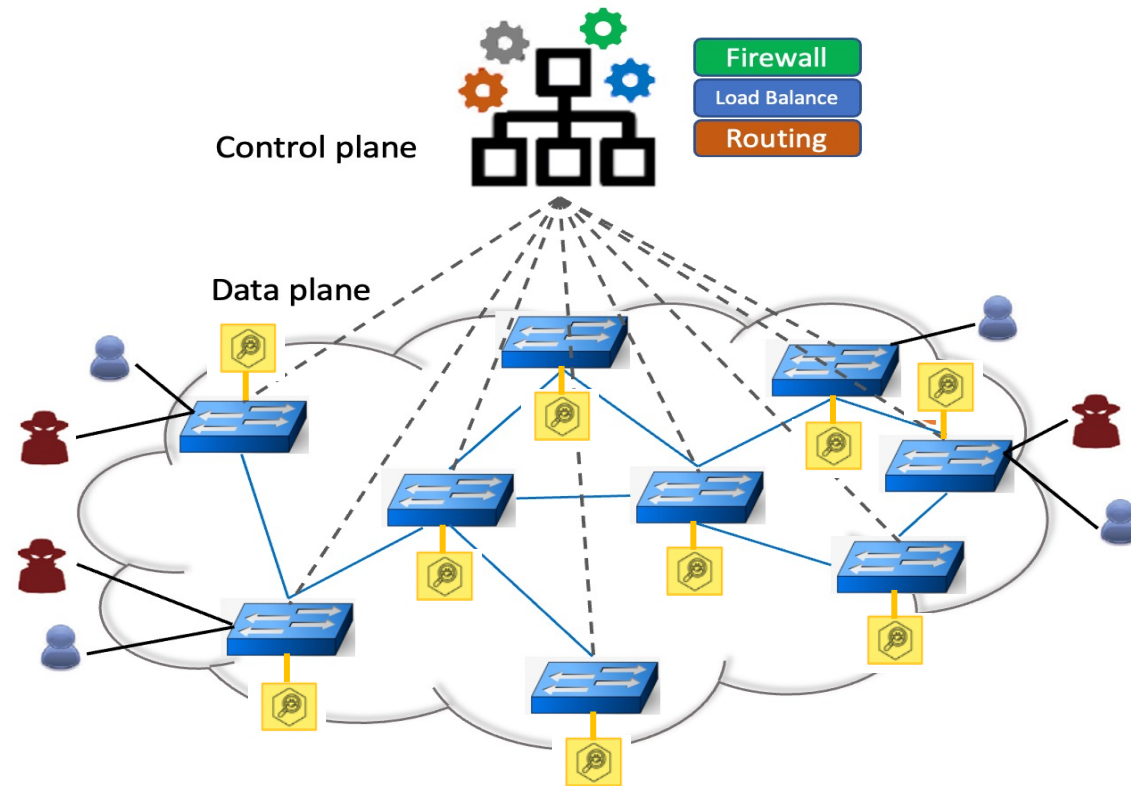 Firewall
Load Balance
Routing
Control plane
Data plane